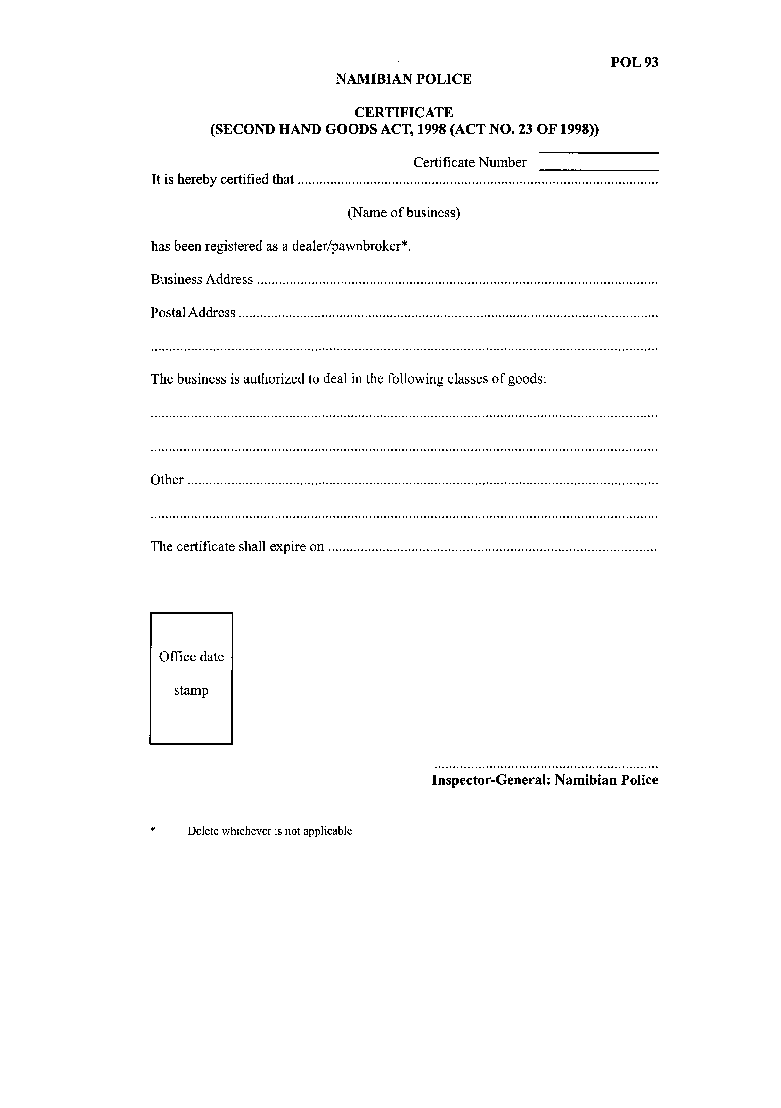 POL 93
NAMIBIAN POLICE
CERTIFICATE
(SECOND HAND GOODS ACT, 1998 (ACT NO. 23 OF 1998))
Certificate Number
It is hereby certified that ..........
(Name of business)
has been registered as a dealer/pawnbroker*.
Business Address ..........
Postal Address ..........
..........
The business is authorized to deal in the following classes of goods:
..........
..........
Other ..........
..........
The certificate shall expire on ..........
Office date
stamp
..........
Inspector-General: Namibian Police
* Delete whichever is not applicable